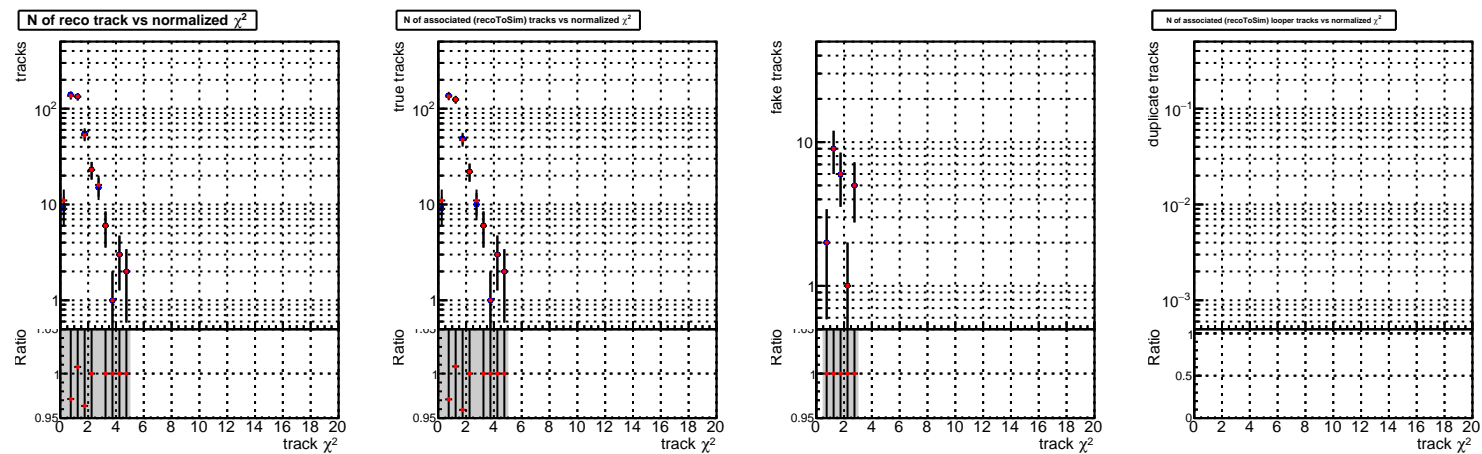 N of reco track vs normalized χ²
tracks
10²
10
1
Ratio
1.05
1
0.95
0 2 4 6 8 10 12 14 16 18 20
track χ²
N of associated (recoToSim) tracks vs normalized χ²
true tracks
10²
10
1
Ratio
1.05
1
0.95
0 2 4 6 8 10 12 14 16 18 20
track χ²
fake tracks
10
1
Ratio
1.05
1
0.95
0 2 4 6 8 10 12 14 16 18 20
track χ²
N of associated (recoToSim) looper tracks vs normalized χ²
duplicate tracks
10⁻¹
10⁻²
10⁻³
Ratio
1
0.5
0
0 2 4 6 8 10 12 14 16 18 20
track χ²